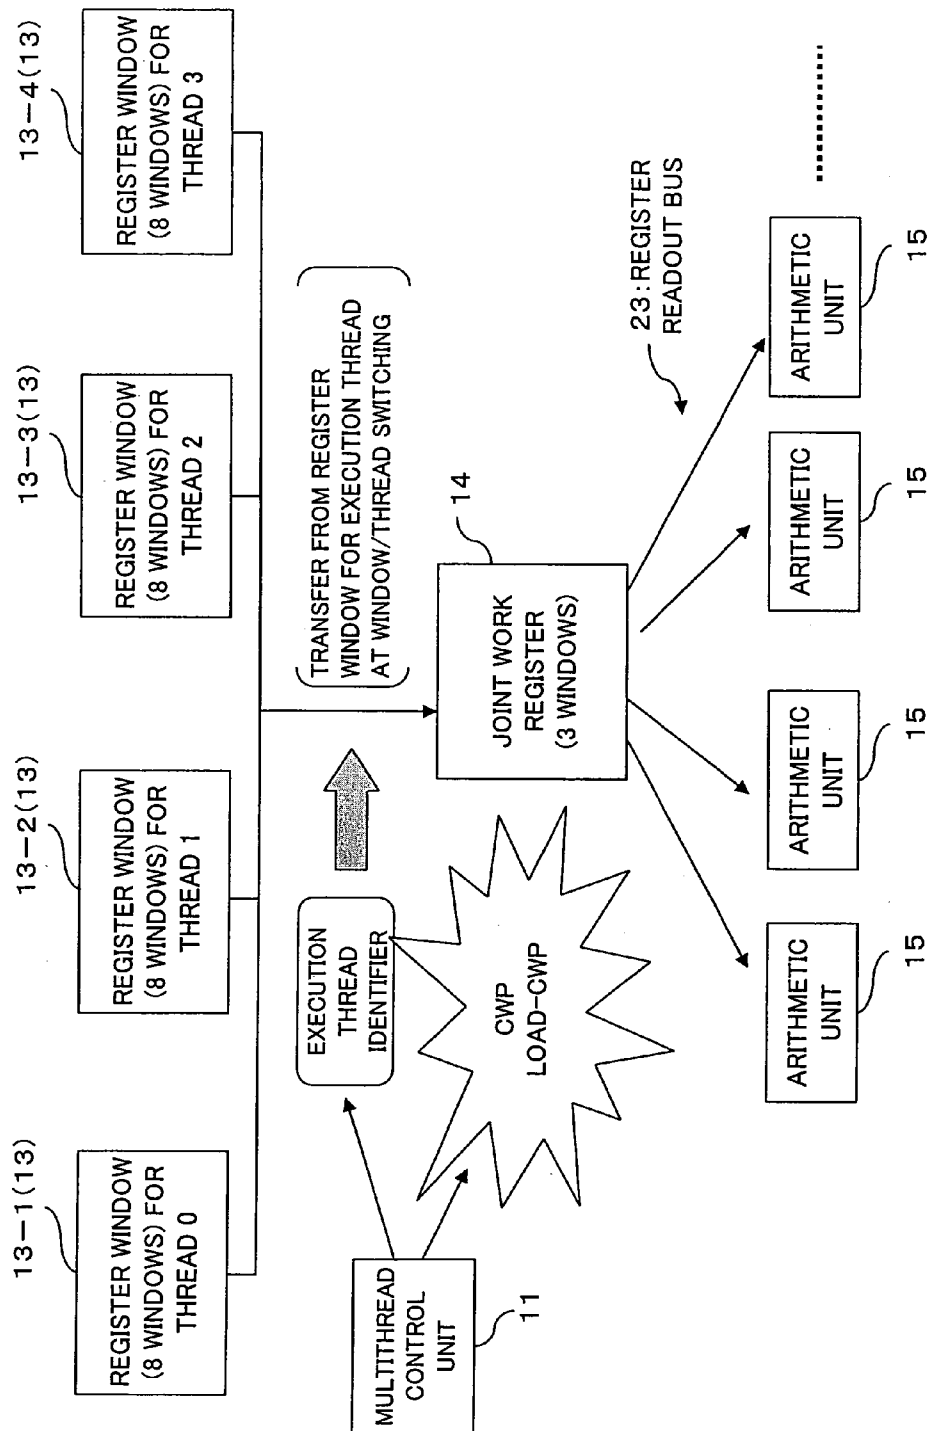 13-1(13)
REGISTER WINDOW
(8 WINDOWS) FOR
THREAD 0
13-2(13)
REGISTER WINDOW
(8 WINDOWS) FOR
THREAD 1
13-3(13)
REGISTER WINDOW
(8 WINDOWS) FOR
THREAD 2
13-4(13)
REGISTER WINDOW
(8 WINDOWS) FOR
THREAD 3
MULTITHREAD
CONTROL
UNIT
11
EXECUTION
THREAD
IDENTIFIER
TRANSFER FROM REGISTER
WINDOW FOR EXECUTION THREAD
AT WINDOW/THREAD SWITCHING
CWP
LOAD-CWP
14
JOINT WORK
REGISTER
(3 WINDOWS)
23:REGISTER
READOUT BUS
ARITHMETIC
UNIT
15
ARITHMETIC
UNIT
15
ARITHMETIC
UNIT
15
ARITHMETIC
UNIT
15